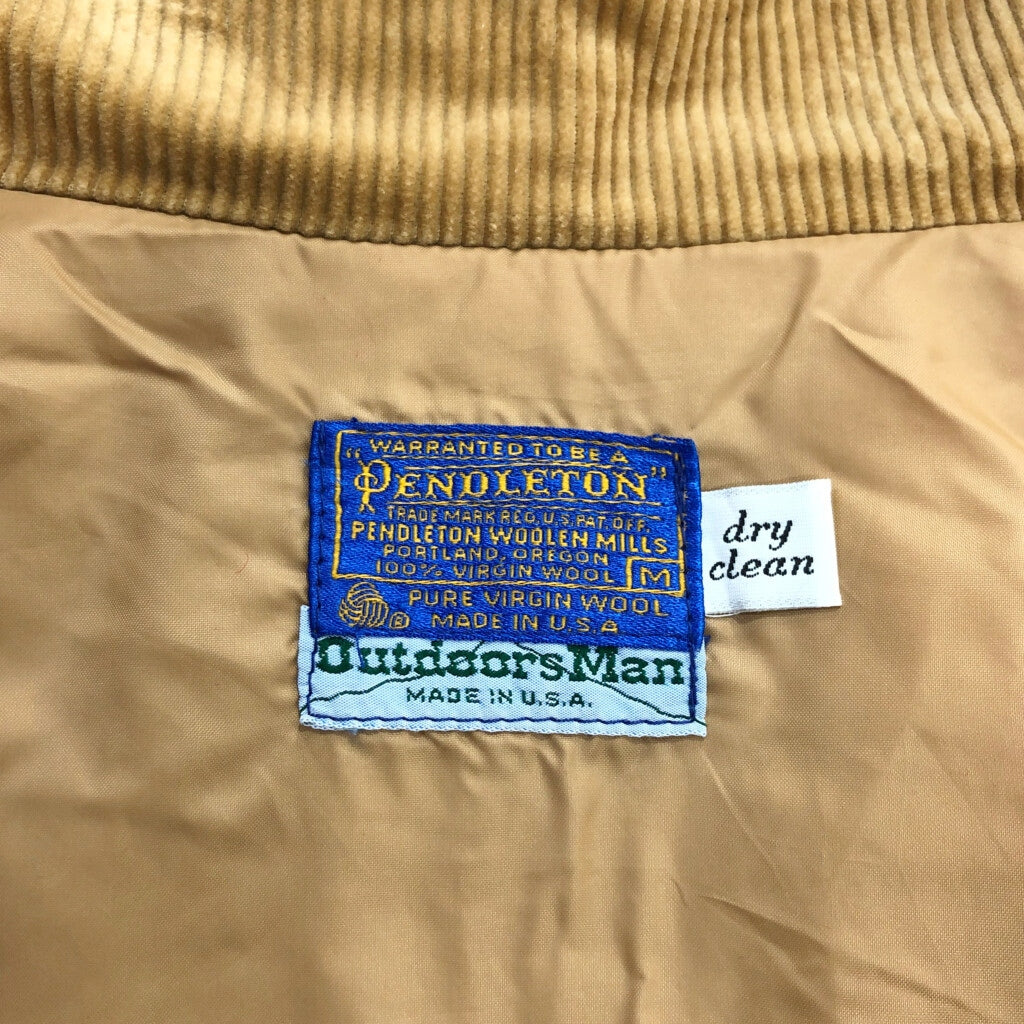 WARRANTED TO BE A
"PENDLETON"
TRADE MARK REG. U.S. PAT. OFF.
PENDLETON WOOLEN MILLS
PORTLAND, OREGON
100% VIRGIN WOOL M
PURE VIRGIN WOOL
® MADE IN U.S.A
OutdoorsMan
MADE IN U.S.A.
dry
clean